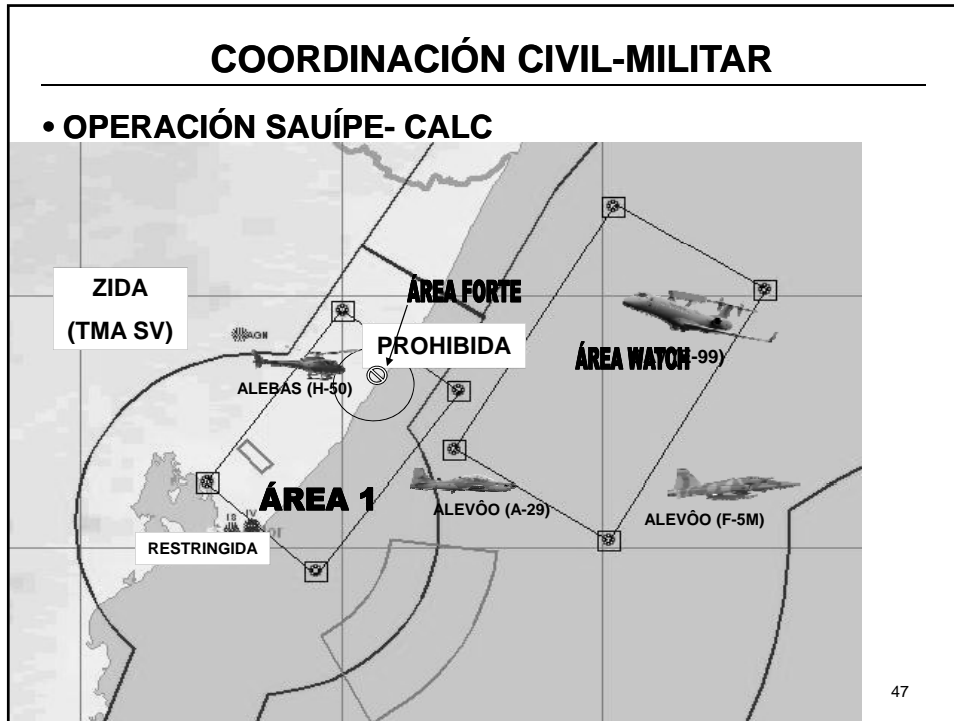 COORDINACIÓN CIVIL-MILITAR
• OPERACIÓN SAUÍPE- CALC
ZIDA
(TMA SV)
ÁREA FORTE
PROHIBIDA
ÁREA WATCH
-99)
ALEBAS (H-50)
ÁREA 1
ALEVÔO (A-29)
ALEVÔO (F-5M)
RESTRINGIDA
47